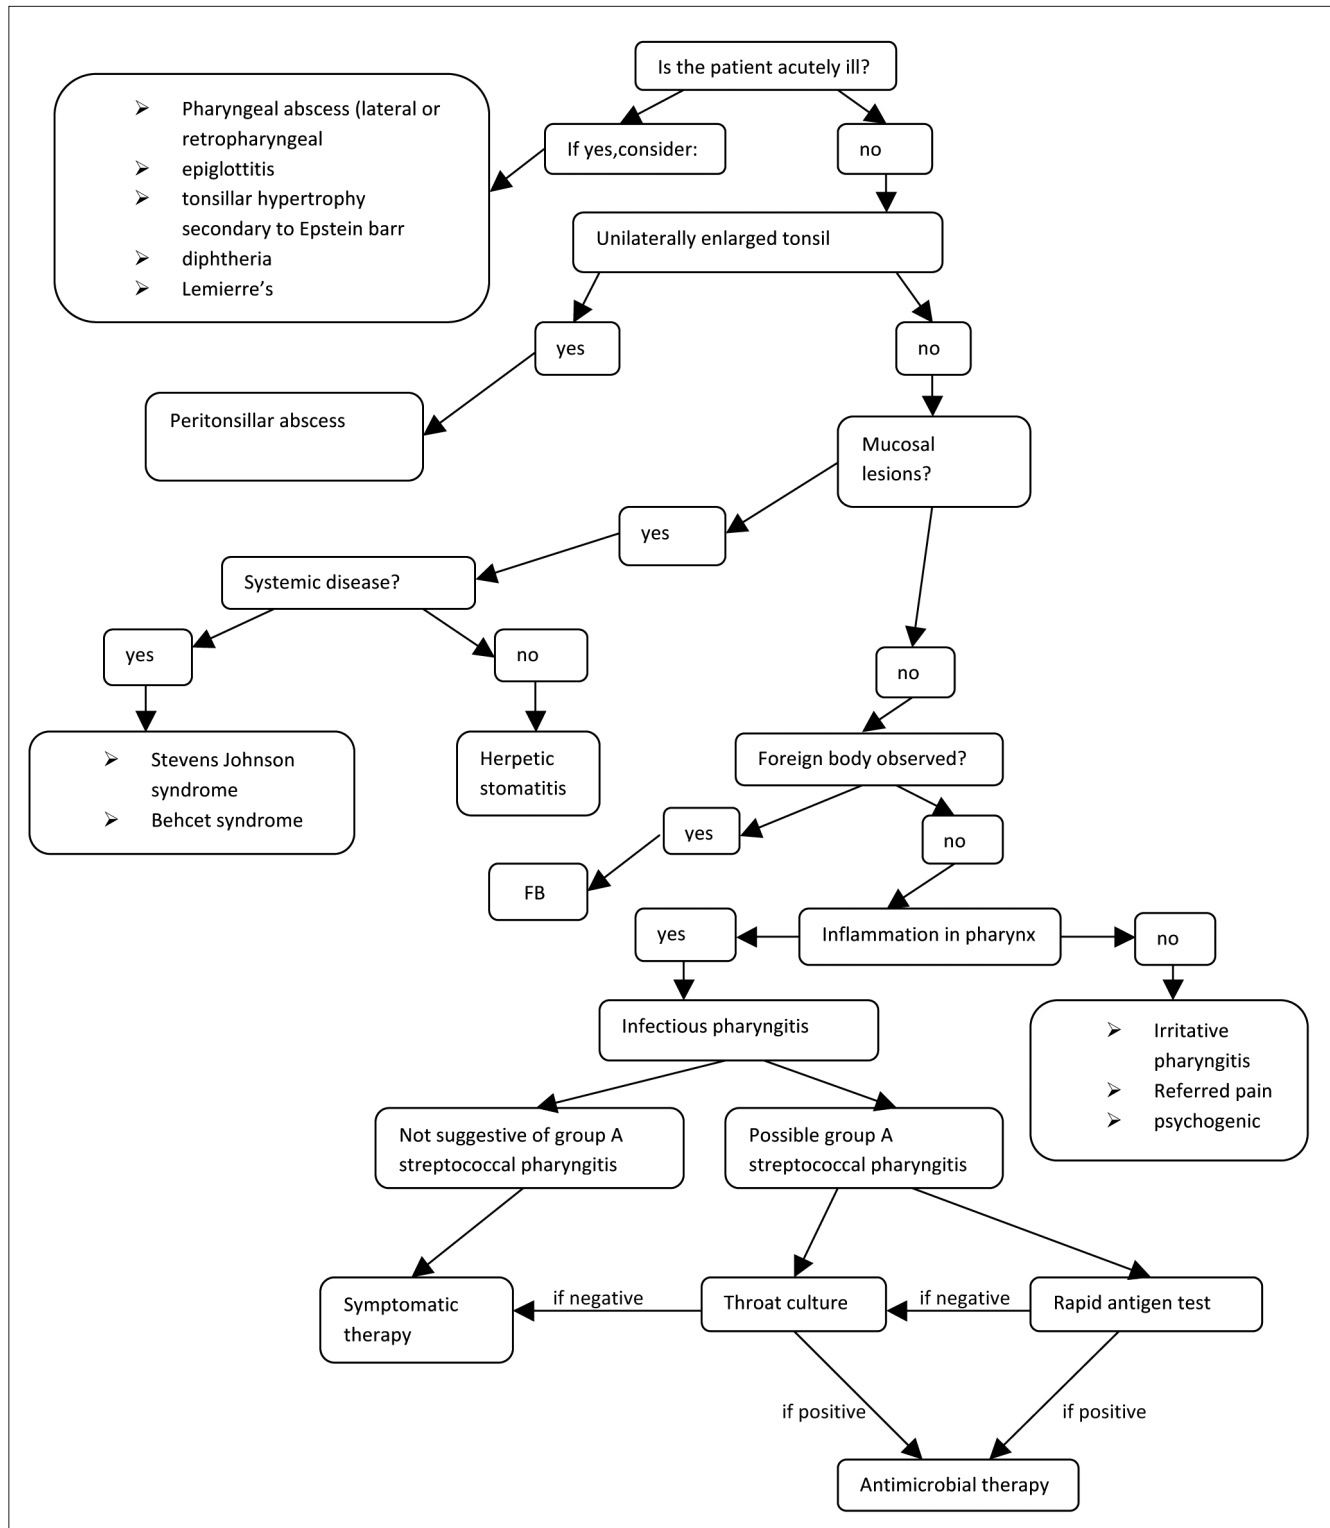 Is the patient acutely ill?
➢ Pharyngeal abscess (lateral or
retropharyngeal
➢ epiglottitis
➢ tonsillar hypertrophy
secondary to Epstein barr
➢ diphtheria
➢ Lemierre’s
If yes,consider:
no
Unilaterally enlarged tonsil
yes
no
Peritonsillar abscess
Mucosal
lesions?
yes
Systemic disease?
yes
no
no
➢ Stevens Johnson
syndrome
➢ Behcet syndrome
Herpetic
stomatitis
Foreign body observed?
yes
no
FB
yes
Inflammation in pharynx
no
Infectious pharyngitis
➢ Irritative
pharyngitis
➢ Referred pain
➢ psychogenic
Not suggestive of group A
streptococcal pharyngitis
Possible group A
streptococcal pharyngitis
Symptomatic
therapy
if negative
Throat culture
if negative
Rapid antigen test
if positive
if positive
Antimicrobial therapy